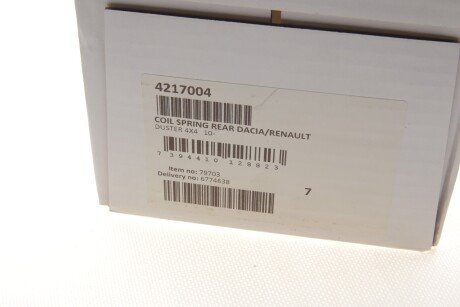 4217004
COIL SPRING REAR DACIA/RENAULT
DUSTER 4X4 10-
7 394410 128823
Item no: 79703
Delivery no: 6774638
7